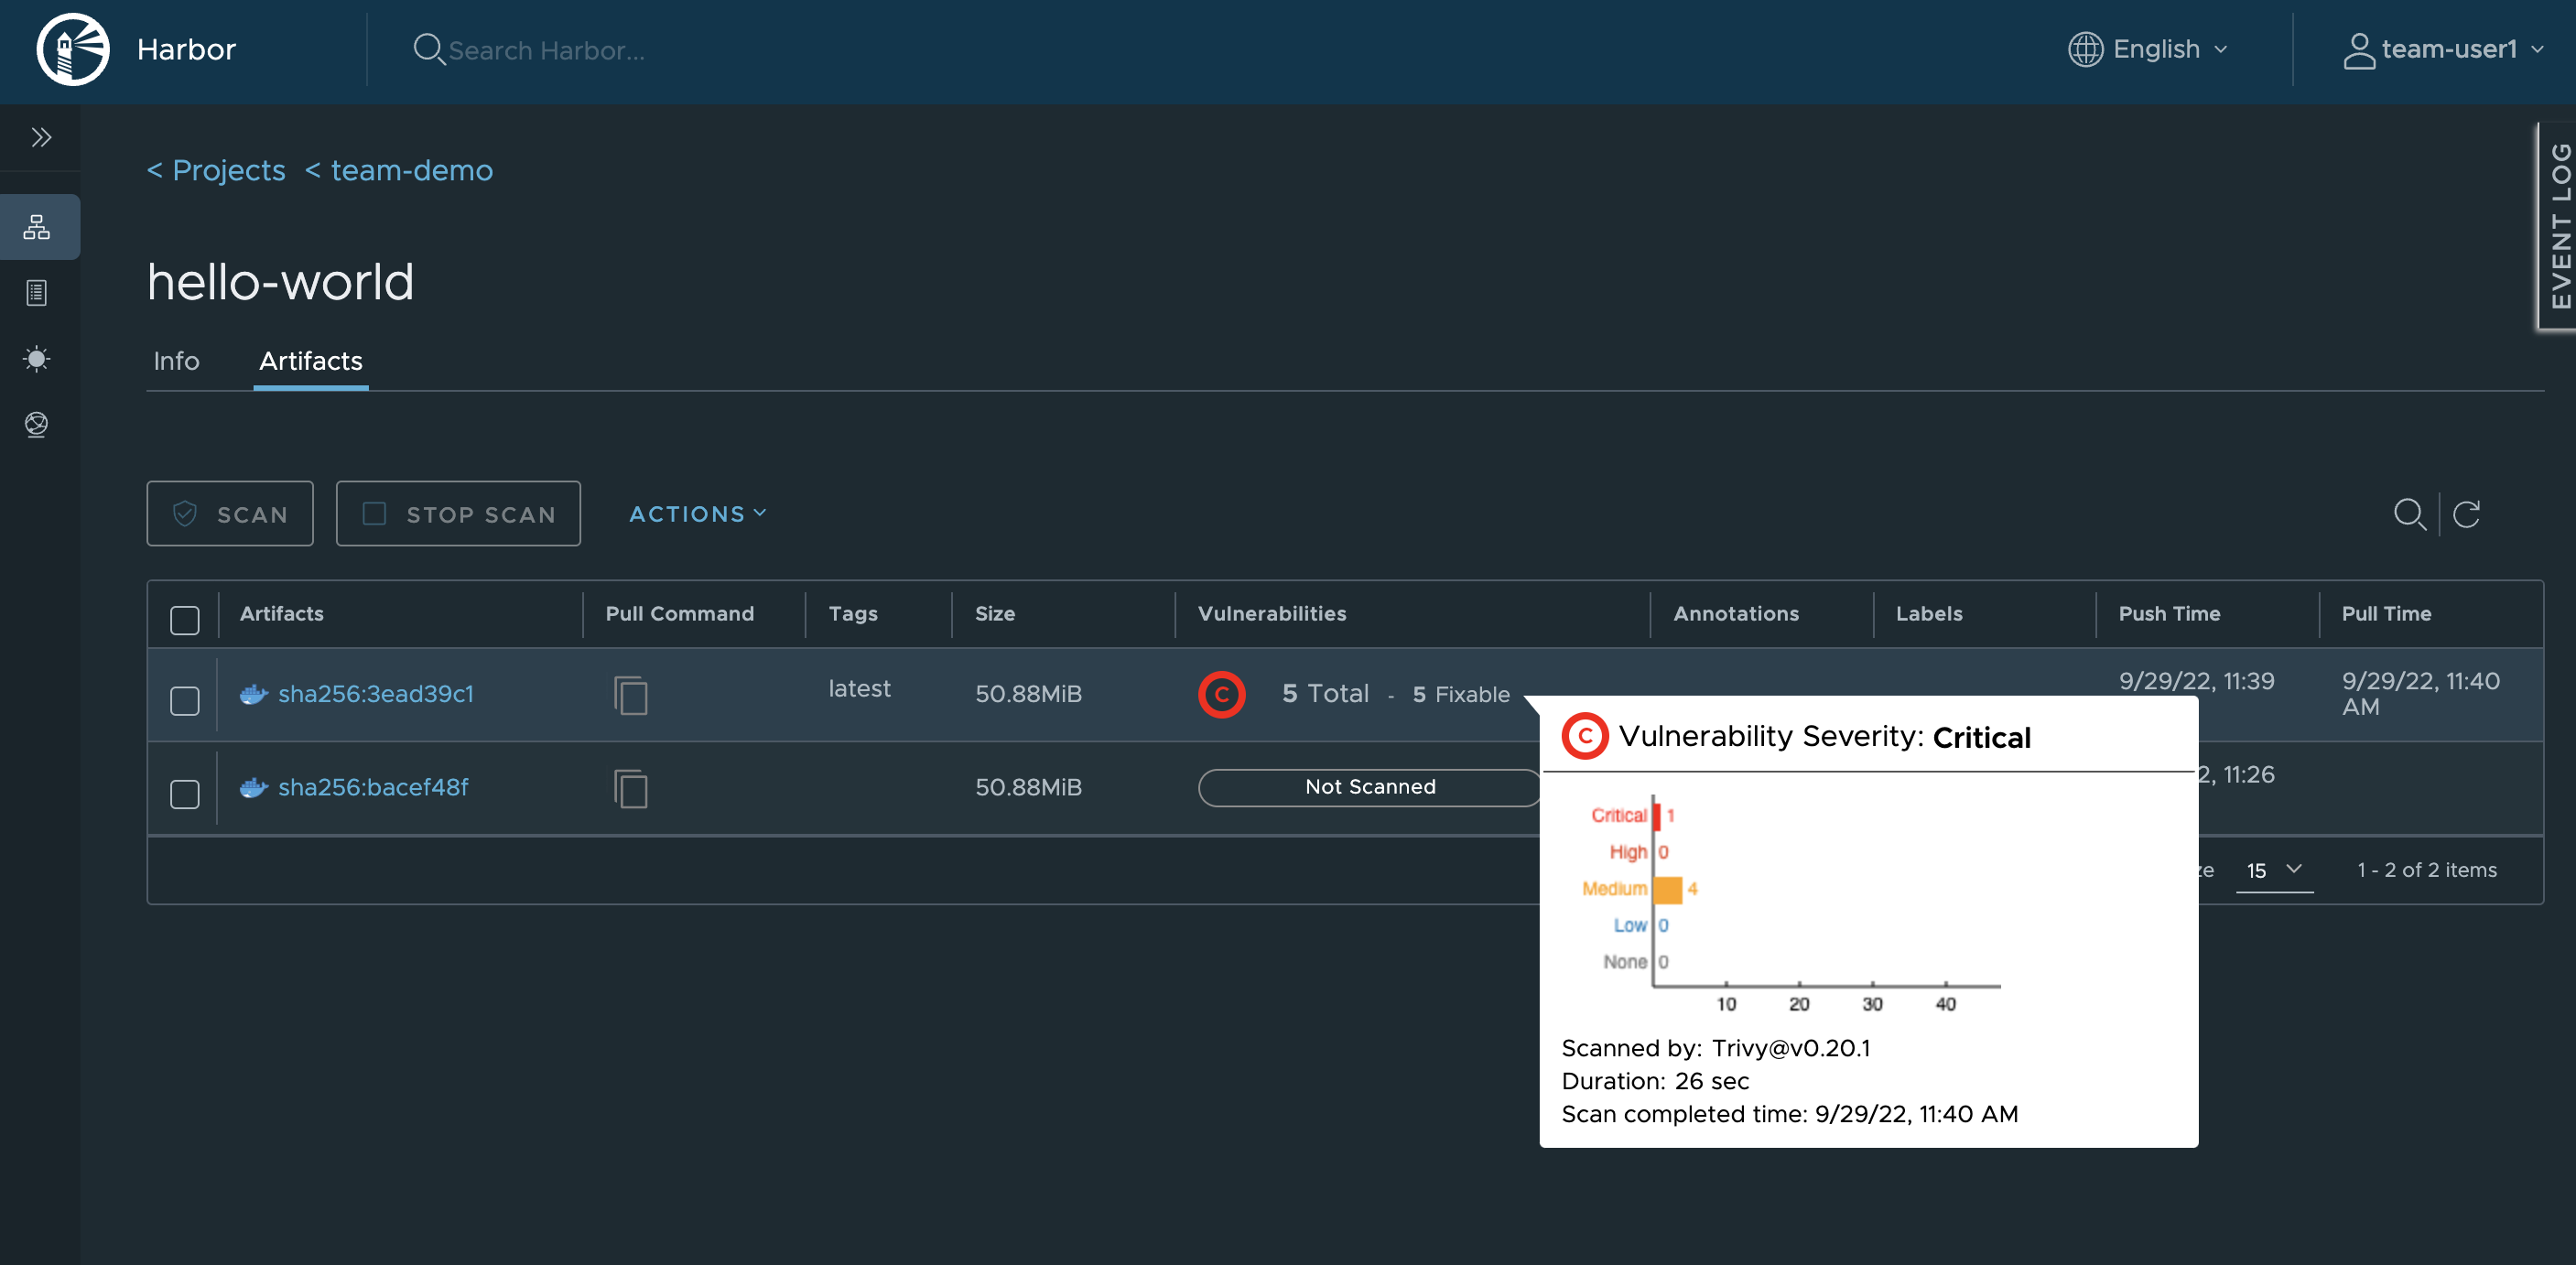 Harbor
Search Harbor...
English
team-user1
EVENT LOG
< Projects < team-demo
hello-world
Info Artifacts
SCAN STOP SCAN ACTIONS
Artifacts Pull Command Tags Size Vulnerabilities Annotations Labels Push Time Pull Time
sha256:3ead39c1 latest 50.88MiB C 5 Total - 5 Fixable 9/29/22, 11:39 9/29/22, 11:40
AM
sha256:bacef48f 50.88MiB Not Scanned 2, 11:26
15 1 - 2 of 2 items
C Vulnerability Severity: Critical
Critical 1
High 0
Medium 4
Low 0
None 0
10 20 30 40
Scanned by: Trivy@v0.20.1
Duration: 26 sec
Scan completed time: 9/29/22, 11:40 AM